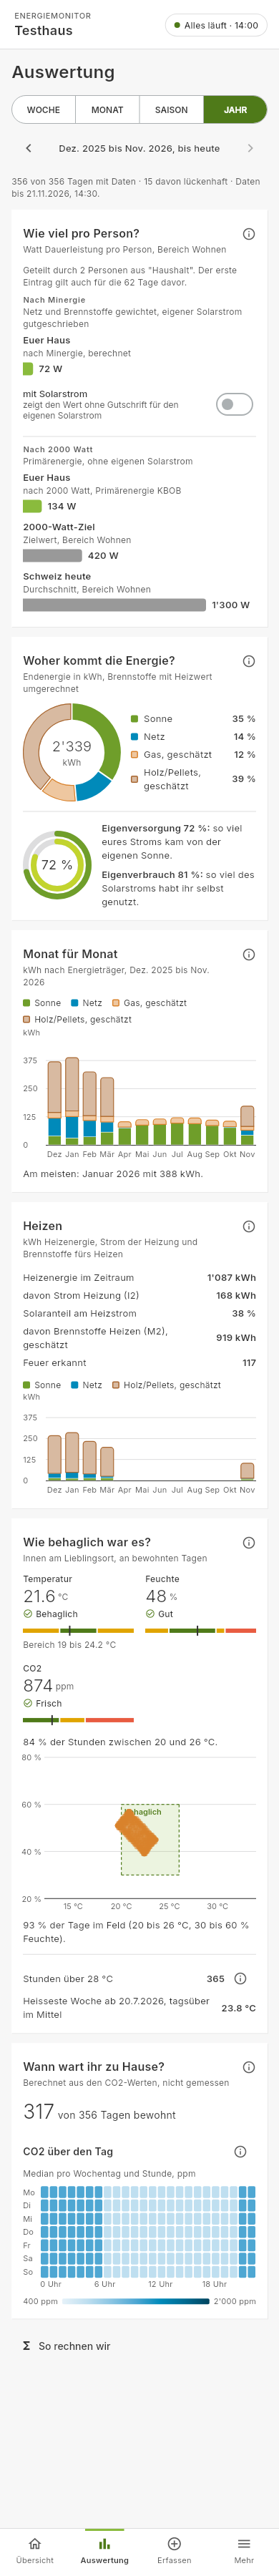 ENERGIEMONITOR
Testhaus
Alles läuft · 14:00
Auswertung
WOCHE
MONAT
SAISON
JAHR
Dez. 2025 bis Nov. 2026, bis heute
356 von 356 Tagen mit Daten · 15 davon lückenhaft · Daten
bis 21.11.2026, 14:30.
Wie viel pro Person?
Watt Dauerleistung pro Person, Bereich Wohnen
Geteilt durch 2 Personen aus "Haushalt". Der erste
Eintrag gilt auch für die 62 Tage davor.
Nach Minergie
Netz und Brennstoffe gewichtet, eigener Solarstrom
gutgeschrieben
Euer Haus
nach Minergie, berechnet
72 W
mit Solarstrom
zeigt den Wert ohne Gutschrift für den
eigenen Solarstrom
Nach 2000 Watt
Primärenergie, ohne eigenen Solarstrom
Euer Haus
nach 2000 Watt, Primärenergie KBOB
134 W
2000-Watt-Ziel
Zielwert, Bereich Wohnen
420 W
Schweiz heute
Durchschnitt, Bereich Wohnen
1'300 W
Woher kommt die Energie?
Endenergie in kWh, Brennstoffe mit Heizwert
umgerechnet
2'339
kWh
Sonne 35 %
Netz 14 %
Gas, geschätzt 12 %
Holz/Pellets,
geschätzt
39 %
72 %
Eigenversorgung 72 %: so viel
eures Stroms kam von der
eigenen Sonne.
Eigenverbrauch 81 %: so viel des
Solarstroms habt ihr selbst
genutzt.
Monat für Monat
kWh nach Energieträger, Dez. 2025 bis Nov.
2026
Sonne Netz Gas, geschätzt
Holz/Pellets, geschätzt
kWh
375
250
125
0
Dez Jan Feb Mär Apr Mai Jun Jul Aug Sep Okt Nov
Am meisten: Januar 2026 mit 388 kWh.
Heizen
kWh Heizenergie, Strom der Heizung und
Brennstoffe fürs Heizen
Heizenergie im Zeitraum 1'087 kWh
davon Strom Heizung (I2) 168 kWh
Solaranteil am Heizstrom 38 %
davon Brennstoffe Heizen (M2),
geschätzt
919 kWh
Feuer erkannt 117
Sonne Netz Holz/Pellets, geschätzt
kWh
375
250
125
0
Dez Jan Feb Mär Apr Mai Jun Jul Aug Sep Okt Nov
Wie behaglich war es?
Innen am Lieblingsort, an bewohnten Tagen
Temperatur
21.6 °C
Behaglich
Bereich 19 bis 24.2 °C
Feuchte
48 %
Gut
CO2
874 ppm
Frisch
84 % der Stunden zwischen 20 und 26 °C.
80 %
60 %
40 %
20 %
15 °C 20 °C 25 °C 30 °C
93 % der Tage im Feld (20 bis 26 °C, 30 bis 60 %
Feuchte).
Stunden über 28 °C 365
Heisseste Woche ab 20.7.2026, tagsüber
im Mittel
23.8 °C
Wann wart ihr zu Hause?
Berechnet aus den CO2-Werten, nicht gemessen
317 von 356 Tagen bewohnt
CO2 über den Tag
Median pro Wochentag und Stunde, ppm
Mo
Di
Mi
Do
Fr
Sa
So
0 Uhr 6 Uhr 12 Uhr 18 Uhr
400 ppm 2'000 ppm
Σ So rechnen wir
Übersicht
Auswertung
Erfassen
Mehr